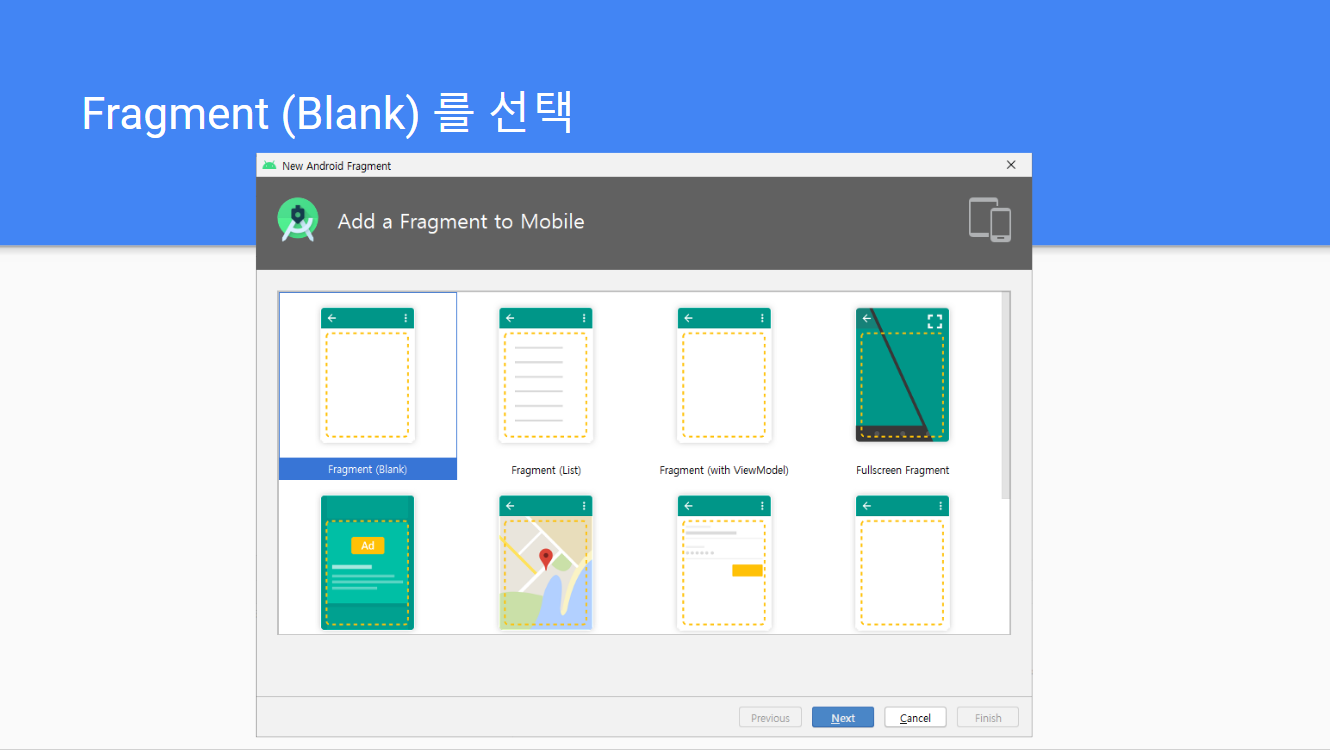 Fragment (Blank) 를 선택
New Android Fragment
Add a Fragment to Mobile
Fragment (Blank)
Fragment (List)
Fragment (with ViewModel)
Fullscreen Fragment
Ad
Previous
Next
Cancel
Finish